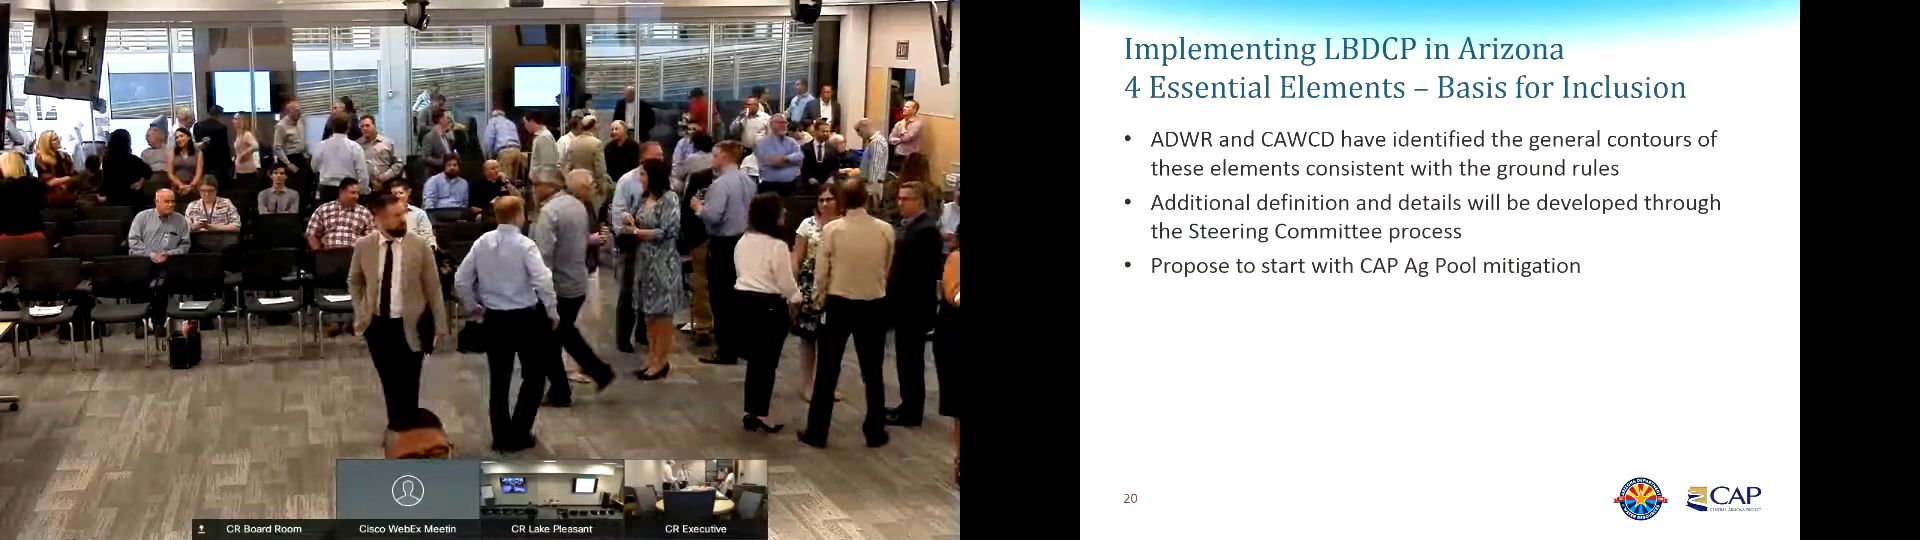 Implementing LBDCP in Arizona
4 Essential Elements – Basis for Inclusion
• ADWR and CAWCD have identified the general contours of
these elements consistent with the ground rules
• Additional definition and details will be developed through
the Steering Committee process
• Propose to start with CAP Ag Pool mitigation
20
CAP
CENTRAL ARIZONA PROJECT
CR Board Room
Cisco WebEx Meetin
CR Lake Pleasant
CR Executive